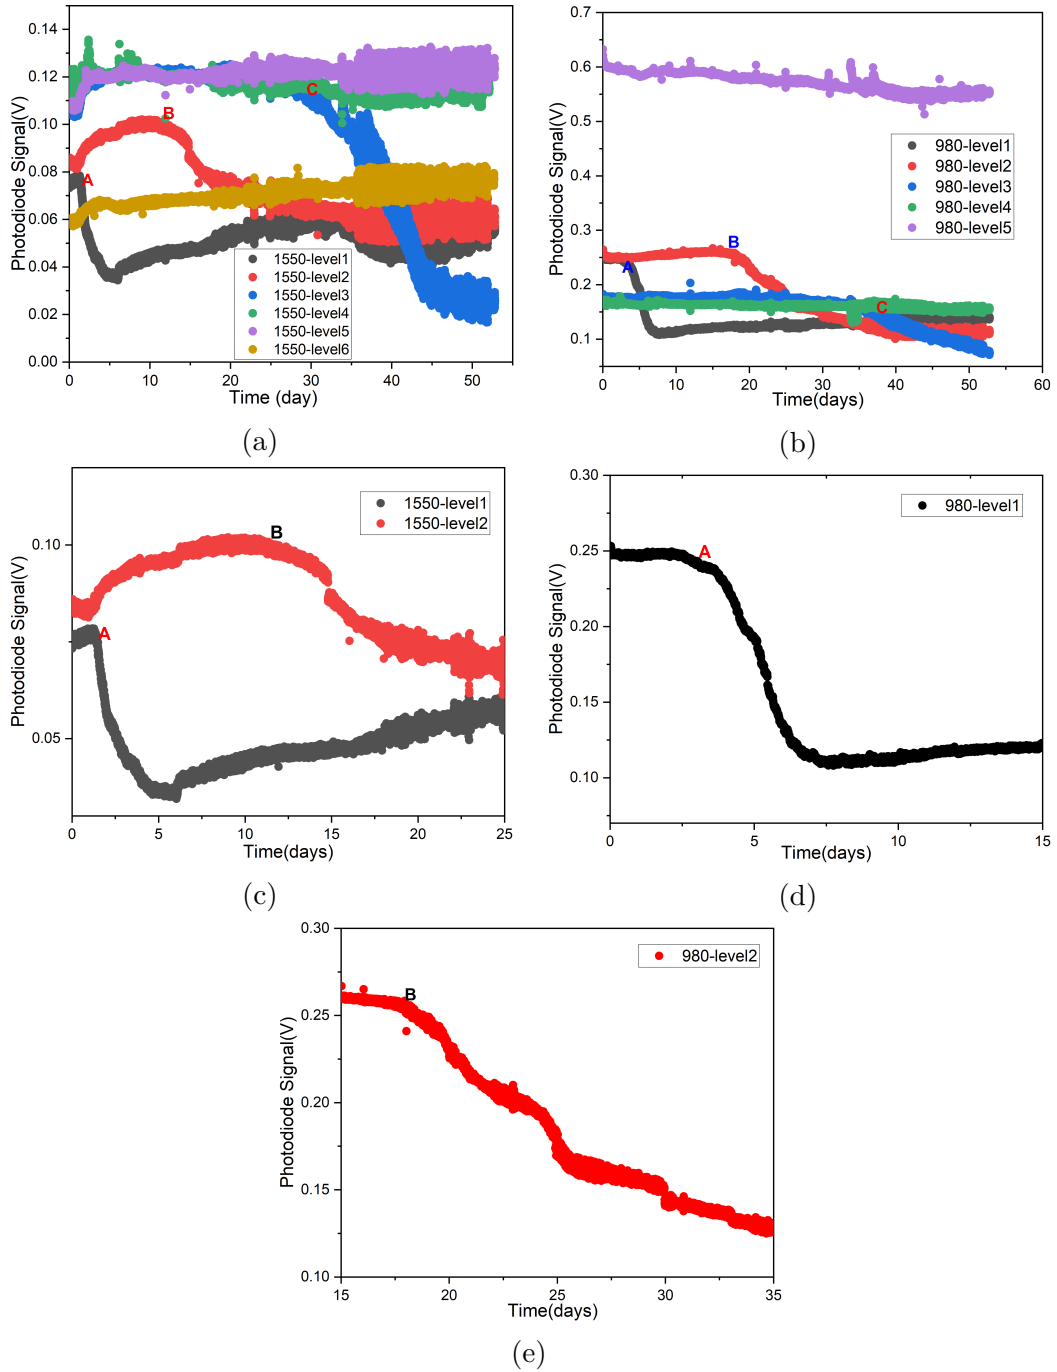 0.14
0.12
0.10
0.08
0.06
0.04
0.02
0.00
Photodiode Signal(V)
A
B
C
1550-level1
1550-level2
1550-level3
1550-level4
1550-level5
1550-level6
0 10 20 30 40 50
Time (day)
(a)
0.7
0.6
0.5
0.4
0.3
0.2
0.1
Photodiode Signal(V)
980-level1
980-level2
980-level3
980-level4
980-level5
A
B
C
0 10 20 30 40 50 60
Time(days)
(b)
0.10
0.05
Photodiode Signal(V)
1550-level1
1550-level2
B
A
0 5 10 15 20 25
Time(days)
(c)
0.30
0.25
0.20
0.15
0.10
Photodiode Signal(V)
980-level1
A
0 5 10 15
Time(days)
(d)
0.30
0.25
0.20
0.15
0.10
Photodiode Signal(V)
980-level2
B
15 20 25 30 35
Time(days)
(e)